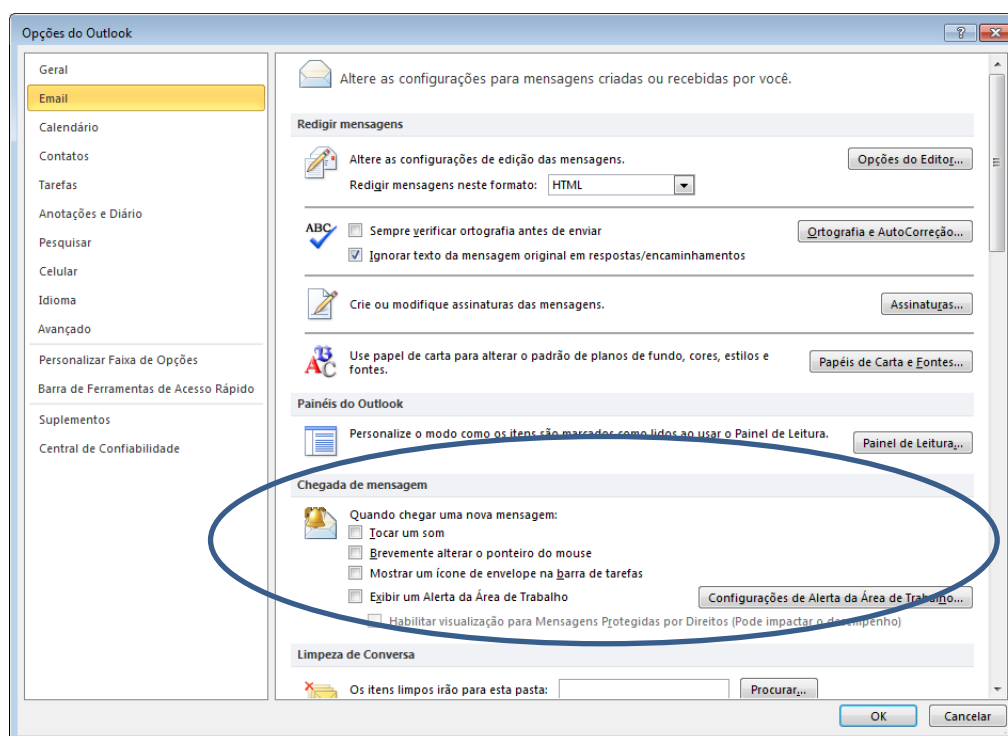 Opções do Outlook
Geral
Email
Calendário
Contatos
Tarefas
Anotações e Diário
Pesquisar
Celular
Idioma
Avançado
Personalizar Faixa de Opções
Barra de Ferramentas de Acesso Rápido
Suplementos
Central de Confiabilidade
Altere as configurações para mensagens criadas ou recebidas por você.
Redigir mensagens
Altere as configurações de edição das mensagens.
Opções do Editor...
Redigir mensagens neste formato: HTML
ABC
Sempre verificar ortografia antes de enviar
Ortografia e AutoCorreção...
Ignorar texto da mensagem original em respostas/encaminhamentos
Crie ou modifique assinaturas das mensagens.
Assinaturas...
Use papel de carta para alterar o padrão de planos de fundo, cores, estilos e
fontes.
Papéis de Carta e Fontes...
Painéis do Outlook
Personalize o modo como os itens são marcados como lidos ao usar o Painel de Leitura.
Painel de Leitura...
Chegada de mensagem
Quando chegar uma nova mensagem:
Tocar um som
Brevemente alterar o ponteiro do mouse
Mostrar um ícone de envelope na barra de tarefas
Exibir um Alerta da Área de Trabalho
Configurações de Alerta da Área de Trabalho...
Habilitar visualização para Mensagens Protegidas por Direitos (Pode impactar o desempenho)
Limpeza de Conversa
Os itens limpos irão para esta pasta:
Procurar...
OK
Cancelar